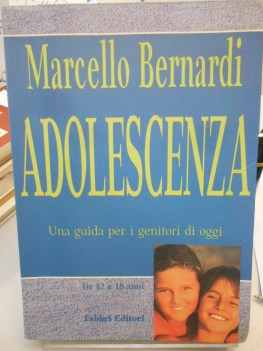 Marcello Bernardi
ADOLESCENZA
Una guida per i genitori di oggi
Da 12 a 18 anni
Fabbri Editori